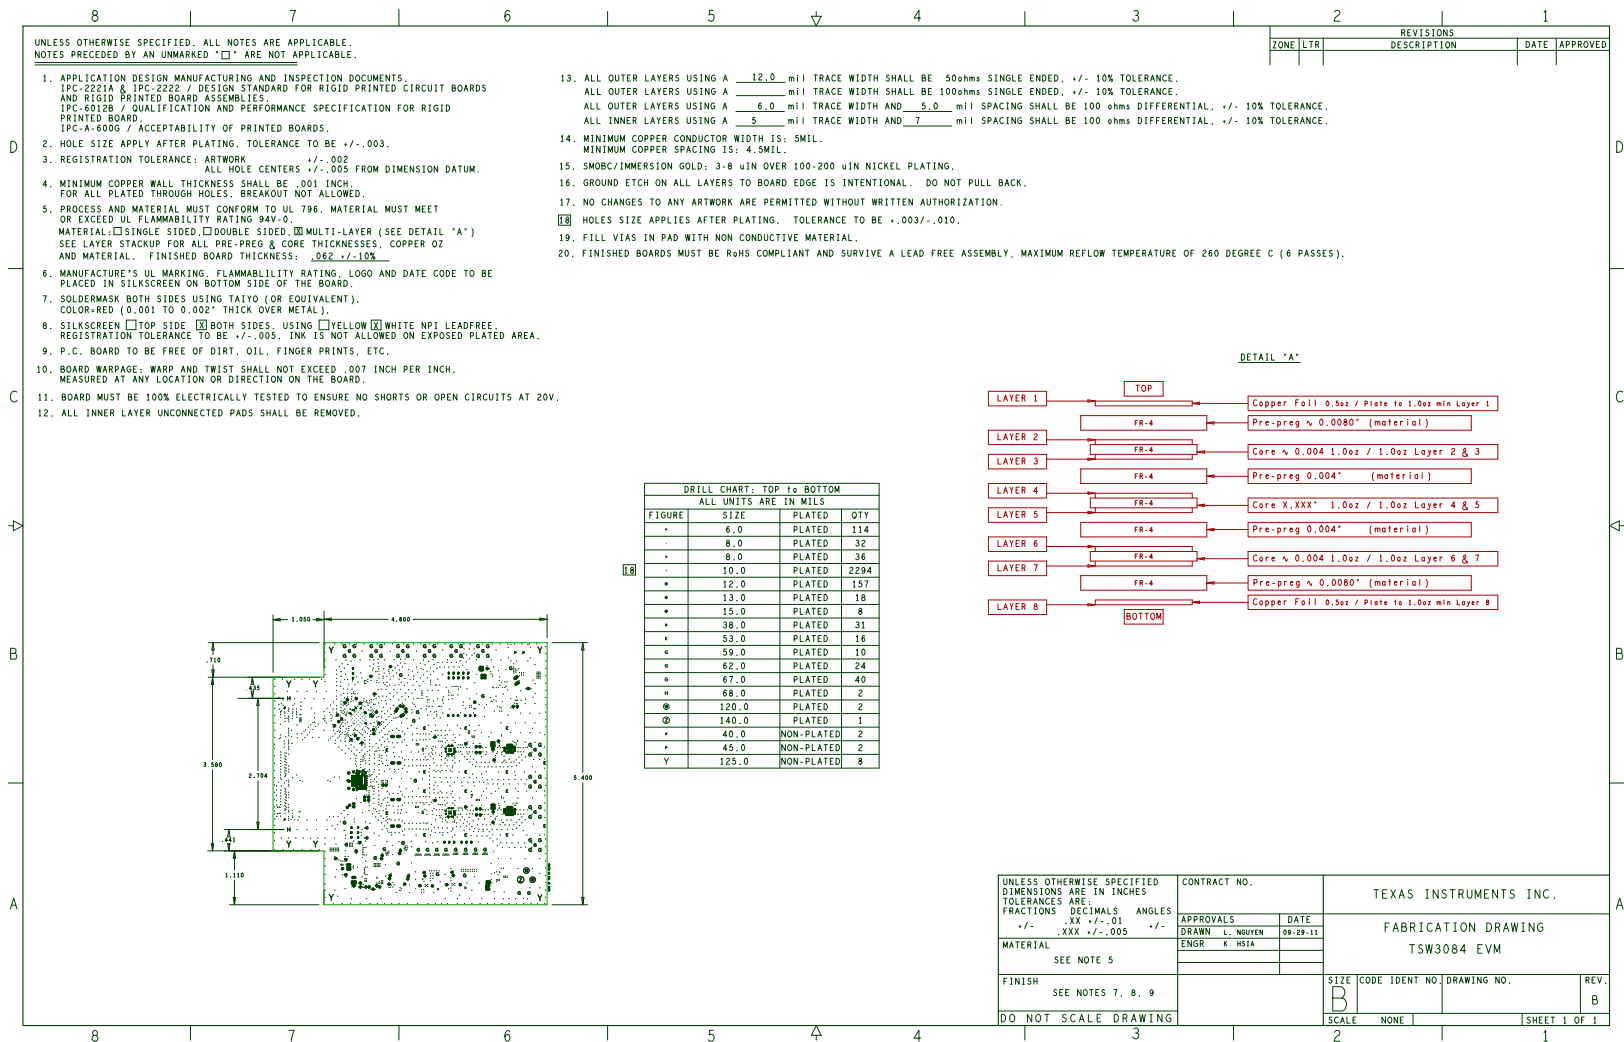 8 7 6 5 4 3 2 1
UNLESS OTHERWISE SPECIFIED. ALL NOTES ARE APPLICABLE.
NOTES PRECEDED BY AN UNMARKED "☐" ARE NOT APPLICABLE.
1. APPLICATION DESIGN MANUFACTURING AND INSPECTION DOCUMENTS.
IPC-2221A & IPC-2222 / DESIGN STANDARD FOR RIGID PRINTED CIRCUIT BOARDS
AND RIGID PRINTED BOARD ASSEMBLIES.
IPC-6012B / QUALIFICATION AND PERFORMANCE SPECIFICATION FOR RIGID
PRINTED BOARD.
IPC-A-600G / ACCEPTABILITY OF PRINTED BOARDS.
2. HOLE SIZE APPLY AFTER PLATING. TOLERANCE TO BE +/-.003.
3. REGISTRATION TOLERANCE: ARTWORK +/-.002
ALL HOLE CENTERS +/-.005 FROM DIMENSION DATUM.
4. MINIMUM COPPER WALL THICKNESS SHALL BE .001 INCH.
FOR ALL PLATED THROUGH HOLES. BREAKOUT NOT ALLOWED.
5. PROCESS AND MATERIAL MUST CONFORM TO UL 796. MATERIAL MUST MEET
OR EXCEED UL FLAMMABILITY RATING 94V-0.
MATERIAL: ☐ SINGLE SIDED. ☐ DOUBLE SIDED. ☒ MULTI-LAYER (SEE DETAIL "A")
SEE LAYER STACKUP FOR ALL PRE-PREG & CORE THICKNESSES, COPPER OZ
AND MATERIAL. FINISHED BOARD THICKNESS: .062 +/-10%
6. MANUFACTURE'S UL MARKING. FLAMMABLILITY RATING, LOGO AND DATE CODE TO BE
PLACED IN SILKSCREEN ON BOTTOM SIDE OF THE BOARD.
7. SOLDERMASK BOTH SIDES USING TAIYO (OR EQUIVALENT).
COLOR=RED (0.001 TO 0.002" THICK OVER METAL).
8. SILKSCREEN ☐ TOP SIDE ☒ BOTH SIDES. USING ☐ YELLOW ☒ WHITE NPI LEADFREE.
REGISTRATION TOLERANCE TO BE +/-.005. INK IS NOT ALLOWED ON EXPOSED PLATED AREA.
9. P.C. BOARD TO BE FREE OF DIRT, OIL, FINGER PRINTS, ETC.
10. BOARD WARPAGE: WARP AND TWIST SHALL NOT EXCEED .007 INCH PER INCH.
MEASURED AT ANY LOCATION OR DIRECTION ON THE BOARD.
11. BOARD MUST BE 100% ELECTRICALLY TESTED TO ENSURE NO SHORTS OR OPEN CIRCUITS AT 20V.
12. ALL INNER LAYER UNCONNECTED PADS SHALL BE REMOVED.
13. ALL OUTER LAYERS USING A 12.0 mil TRACE WIDTH SHALL BE 50ohms SINGLE ENDED, +/- 10% TOLERANCE.
ALL OUTER LAYERS USING A ______ mil TRACE WIDTH SHALL BE 100ohms SINGLE ENDED, +/- 10% TOLERANCE.
ALL OUTER LAYERS USING A 6.0 mil TRACE WIDTH AND 5.0 mil SPACING SHALL BE 100 ohms DIFFERENTIAL, +/- 10% TOLERANCE.
ALL INNER LAYERS USING A 5 mil TRACE WIDTH AND 7 mil SPACING SHALL BE 100 ohms DIFFERENTIAL, +/- 10% TOLERANCE.
14. MINIMUM COPPER CONDUCTOR WIDTH IS: 5MIL.
MINIMUM COPPER SPACING IS: 4.5MIL.
15. SMOBC/IMMERSION GOLD: 3-8 uIN OVER 100-200 uIN NICKEL PLATING.
16. GROUND ETCH ON ALL LAYERS TO BOARD EDGE IS INTENTIONAL. DO NOT PULL BACK.
17. NO CHANGES TO ANY ARTWORK ARE PERMITTED WITHOUT WRITTEN AUTHORIZATION.
18 HOLES SIZE APPLIES AFTER PLATING. TOLERANCE TO BE +.003/-.010.
19. FILL VIAS IN PAD WITH NON CONDUCTIVE MATERIAL.
20. FINISHED BOARDS MUST BE RoHS COMPLIANT AND SURVIVE A LEAD FREE ASSEMBLY, MAXIMUM REFLOW TEMPERATURE OF 260 DEGREE C (6 PASSES).
REVISIONS
ZONE LTR DESCRIPTION DATE APPROVED
D D
C C
B B
A A
DETAIL "A"
TOP
LAYER 1 Copper Foil 0.5oz / Plate to 1.0oz min Layer 1
FR-4 Pre-preg ~ 0.0080" (material)
LAYER 2
FR-4 Core ~ 0.004 1.0oz / 1.0oz Layer 2 & 3
LAYER 3
FR-4 Pre-preg 0.004" (material)
LAYER 4
FR-4 Core X.XXX" 1.0oz / 1.0oz Layer 4 & 5
LAYER 5
FR-4 Pre-preg 0.004" (material)
LAYER 6
FR-4 Core ~ 0.004 1.0oz / 1.0oz Layer 6 & 7
LAYER 7
FR-4 Pre-preg ~ 0.0080" (material)
LAYER 8 Copper Foil 0.5oz / Plate to 1.0oz min Layer 8
BOTTOM
DRILL CHART: TOP to BOTTOM
ALL UNITS ARE IN MILS
FIGURE SIZE PLATED QTY
6.0 PLATED 114
8.0 PLATED 32
8.0 PLATED 36
18 10.0 PLATED 2294
12.0 PLATED 157
13.0 PLATED 18
15.0 PLATED 8
38.0 PLATED 31
E 53.0 PLATED 16
G 59.0 PLATED 10
G 62.0 PLATED 24
G 67.0 PLATED 40
H 68.0 PLATED 2
120.0 PLATED 2
Z 140.0 PLATED 1
40.0 NON-PLATED 2
P 45.0 NON-PLATED 2
Y 125.0 NON-PLATED 8
1.050 4.600
.710
.435
3.580
2.704
5.400
.441
1.110
UNLESS OTHERWISE SPECIFIED
DIMENSIONS ARE IN INCHES
TOLERANCES ARE:
FRACTIONS DECIMALS ANGLES
+/- .XX +/-.01 +/-
.XXX +/-.005
MATERIAL
SEE NOTE 5
FINISH
SEE NOTES 7, 8, 9
DO NOT SCALE DRAWING
CONTRACT NO.
APPROVALS DATE
DRAWN L. NGUYEN 09-29-11
ENGR K. HSIA
TEXAS INSTRUMENTS INC.
FABRICATION DRAWING
TSW3084 EVM
SIZE CODE IDENT NO. DRAWING NO. REV.
B B
SCALE NONE SHEET 1 OF 1
8 7 6 5 4 3 2 1